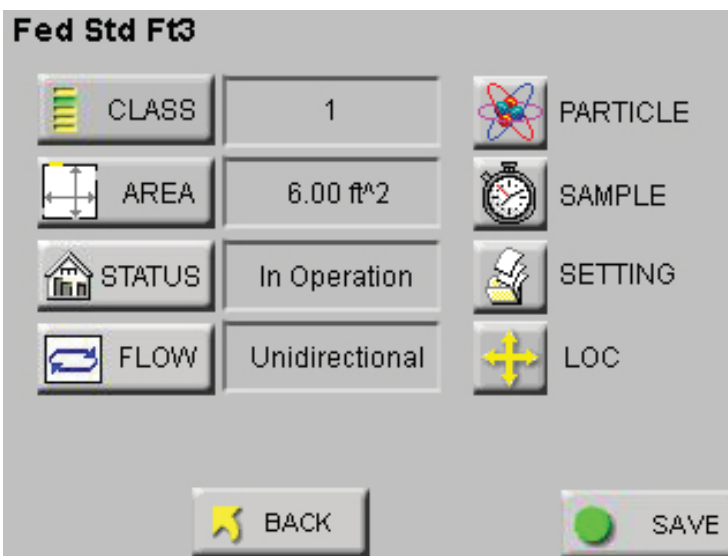 Fed Std Ft3
CLASS 1 PARTICLE
AREA 6.00 ft^2 SAMPLE
STATUS In Operation SETTING
FLOW Unidirectional LOC
BACK SAVE